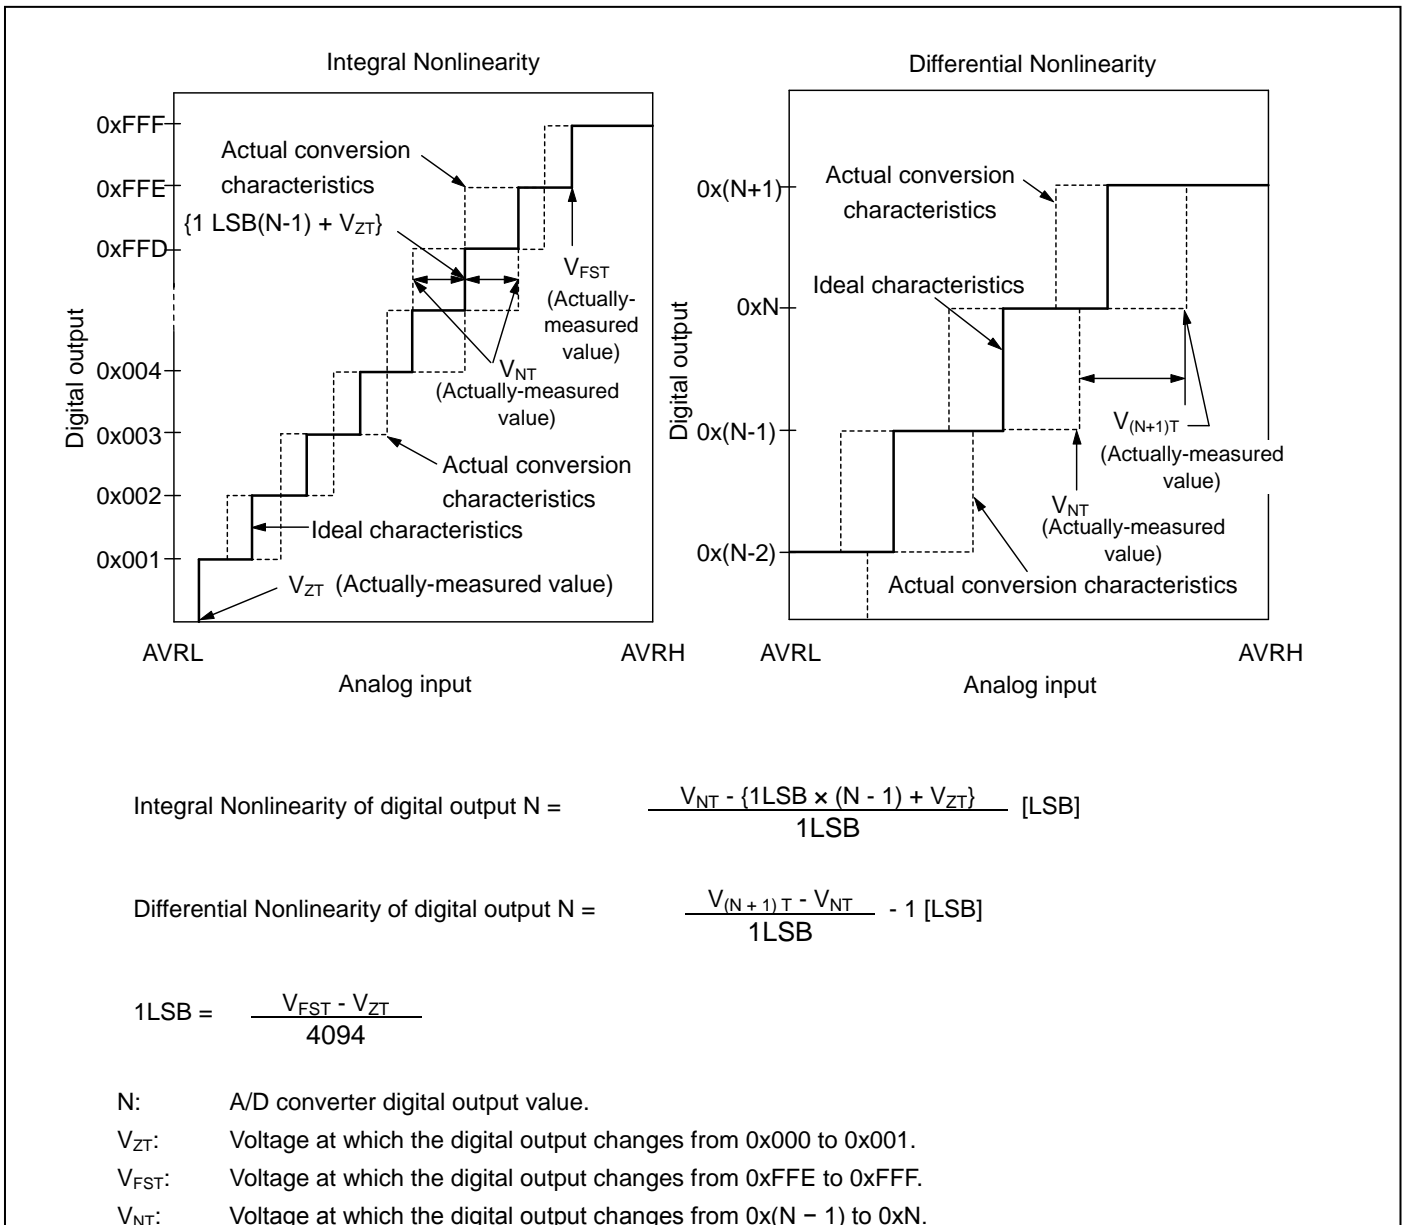 Integral Nonlinearity
0xFFF
0xFFE
0xFFD
0x004
0x003
0x002
0x001
Digital output
Actual conversion
characteristics
{1 LSB(N-1) + VZT}
VFST
(Actually-
measured
value)
VNT
(Actually-measured
value)
Actual conversion
characteristics
Ideal characteristics
VZT (Actually-measured value)
AVRL
AVRH
Analog input
Differential Nonlinearity
0x(N+1)
0xN
0x(N-1)
0x(N-2)
Digital output
Actual conversion
characteristics
Ideal characteristics
V(N+1)T
(Actually-measured
value)
VNT
(Actually-measured
value)
Actual conversion characteristics
AVRL
AVRH
Analog input
Integral Nonlinearity of digital output N =
VNT - {1LSB × (N - 1) + VZT}
1LSB
[LSB]
Differential Nonlinearity of digital output N =
V(N + 1) T - VNT
1LSB
- 1 [LSB]
1LSB =
VFST - VZT
4094
N: A/D converter digital output value.
VZT: Voltage at which the digital output changes from 0x000 to 0x001.
VFST: Voltage at which the digital output changes from 0xFFE to 0xFFF.
VNT: Voltage at which the digital output changes from 0x(N − 1) to 0xN.